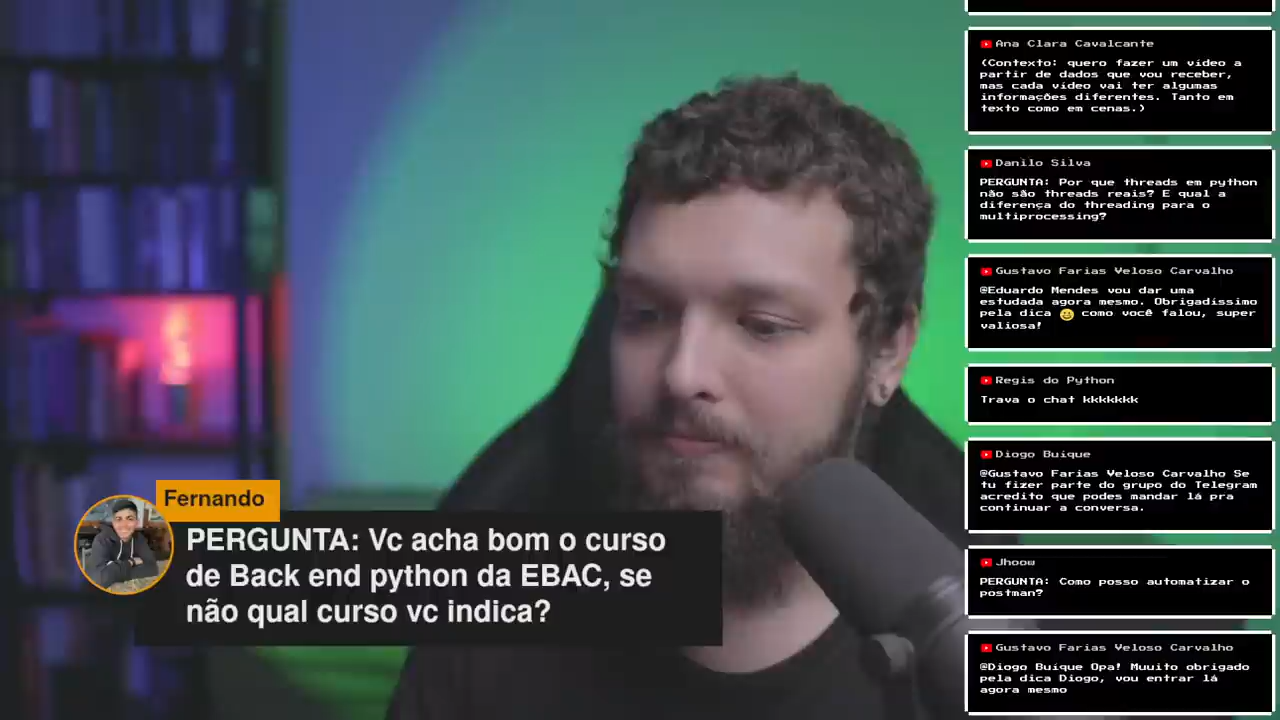 Fernando
PERGUNTA: Vc acha bom o curso
de Back end python da EBAC, se
não qual curso vc indica?
Ana Clara Cavalcante
(Contexto: quero fazer um vídeo a
partir de dados que vou receber,
mas cada vídeo vai ter algumas
informações diferentes. Tanto em
texto como em cenas.)
Danilo Silva
PERGUNTA: Por que threads em python
não são threads reais? E qual a
diferença do threading para o
multiprocessing?
Gustavo Farias Veloso Carvalho
@Eduardo Mendes vou dar uma
estudada agora mesmo. Obrigadíssimo
pela dica 😀 como você falou, super
valiosa!
Regis do Python
Trava o chat kkkkkkk
Diogo Buíque
@Gustavo Farias Veloso Carvalho Se
tu fizer parte do grupo do Telegram
acredito que podes mandar lá pra
continuar a conversa.
Jhoow
PERGUNTA: Como posso automatizar o
postman?
Gustavo Farias Veloso Carvalho
@Diogo Buíque Opa! Muuito obrigado
pela dica Diogo, vou entrar lá
agora mesmo